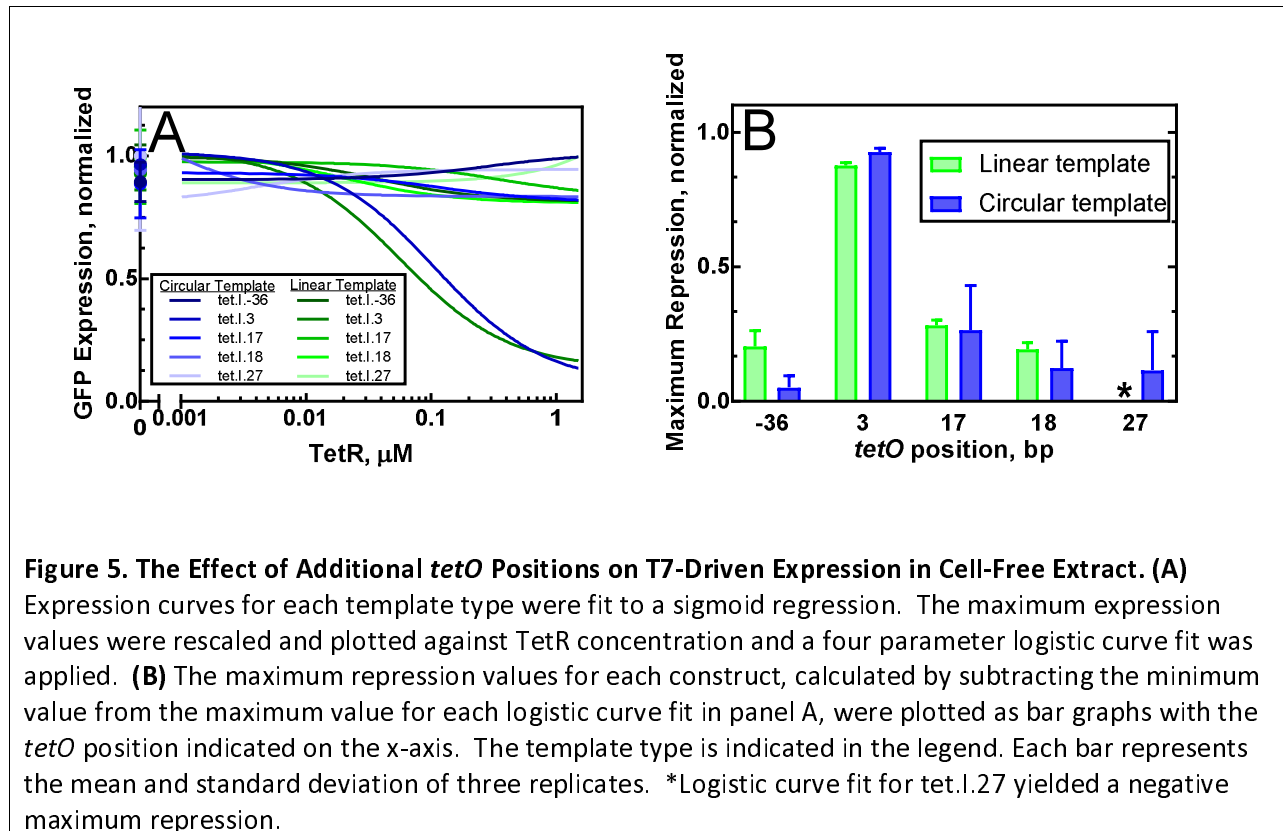 A
GFP Expression, normalized
1.0
0.5
0.0
0
0.001
0.01
0.1
1
TetR, μM
Circular Template Linear Template
tet.I.-36 tet.I.-36
tet.I.3 tet.I.3
tet.I.17 tet.I.17
tet.I.18 tet.I.18
tet.I.27 tet.I.27
B
Maximum Repression, normalized
1.0
0.5
0.0
Linear template
Circular template
*
-36 3 17 18 27
tetO position, bp
Figure 5. The Effect of Additional tetO Positions on T7-Driven Expression in Cell-Free Extract. (A)
Expression curves for each template type were fit to a sigmoid regression. The maximum expression
values were rescaled and plotted against TetR concentration and a four parameter logistic curve fit was
applied. (B) The maximum repression values for each construct, calculated by subtracting the minimum
value from the maximum value for each logistic curve fit in panel A, were plotted as bar graphs with the
tetO position indicated on the x-axis. The template type is indicated in the legend. Each bar represents
the mean and standard deviation of three replicates. *Logistic curve fit for tet.I.27 yielded a negative
maximum repression.